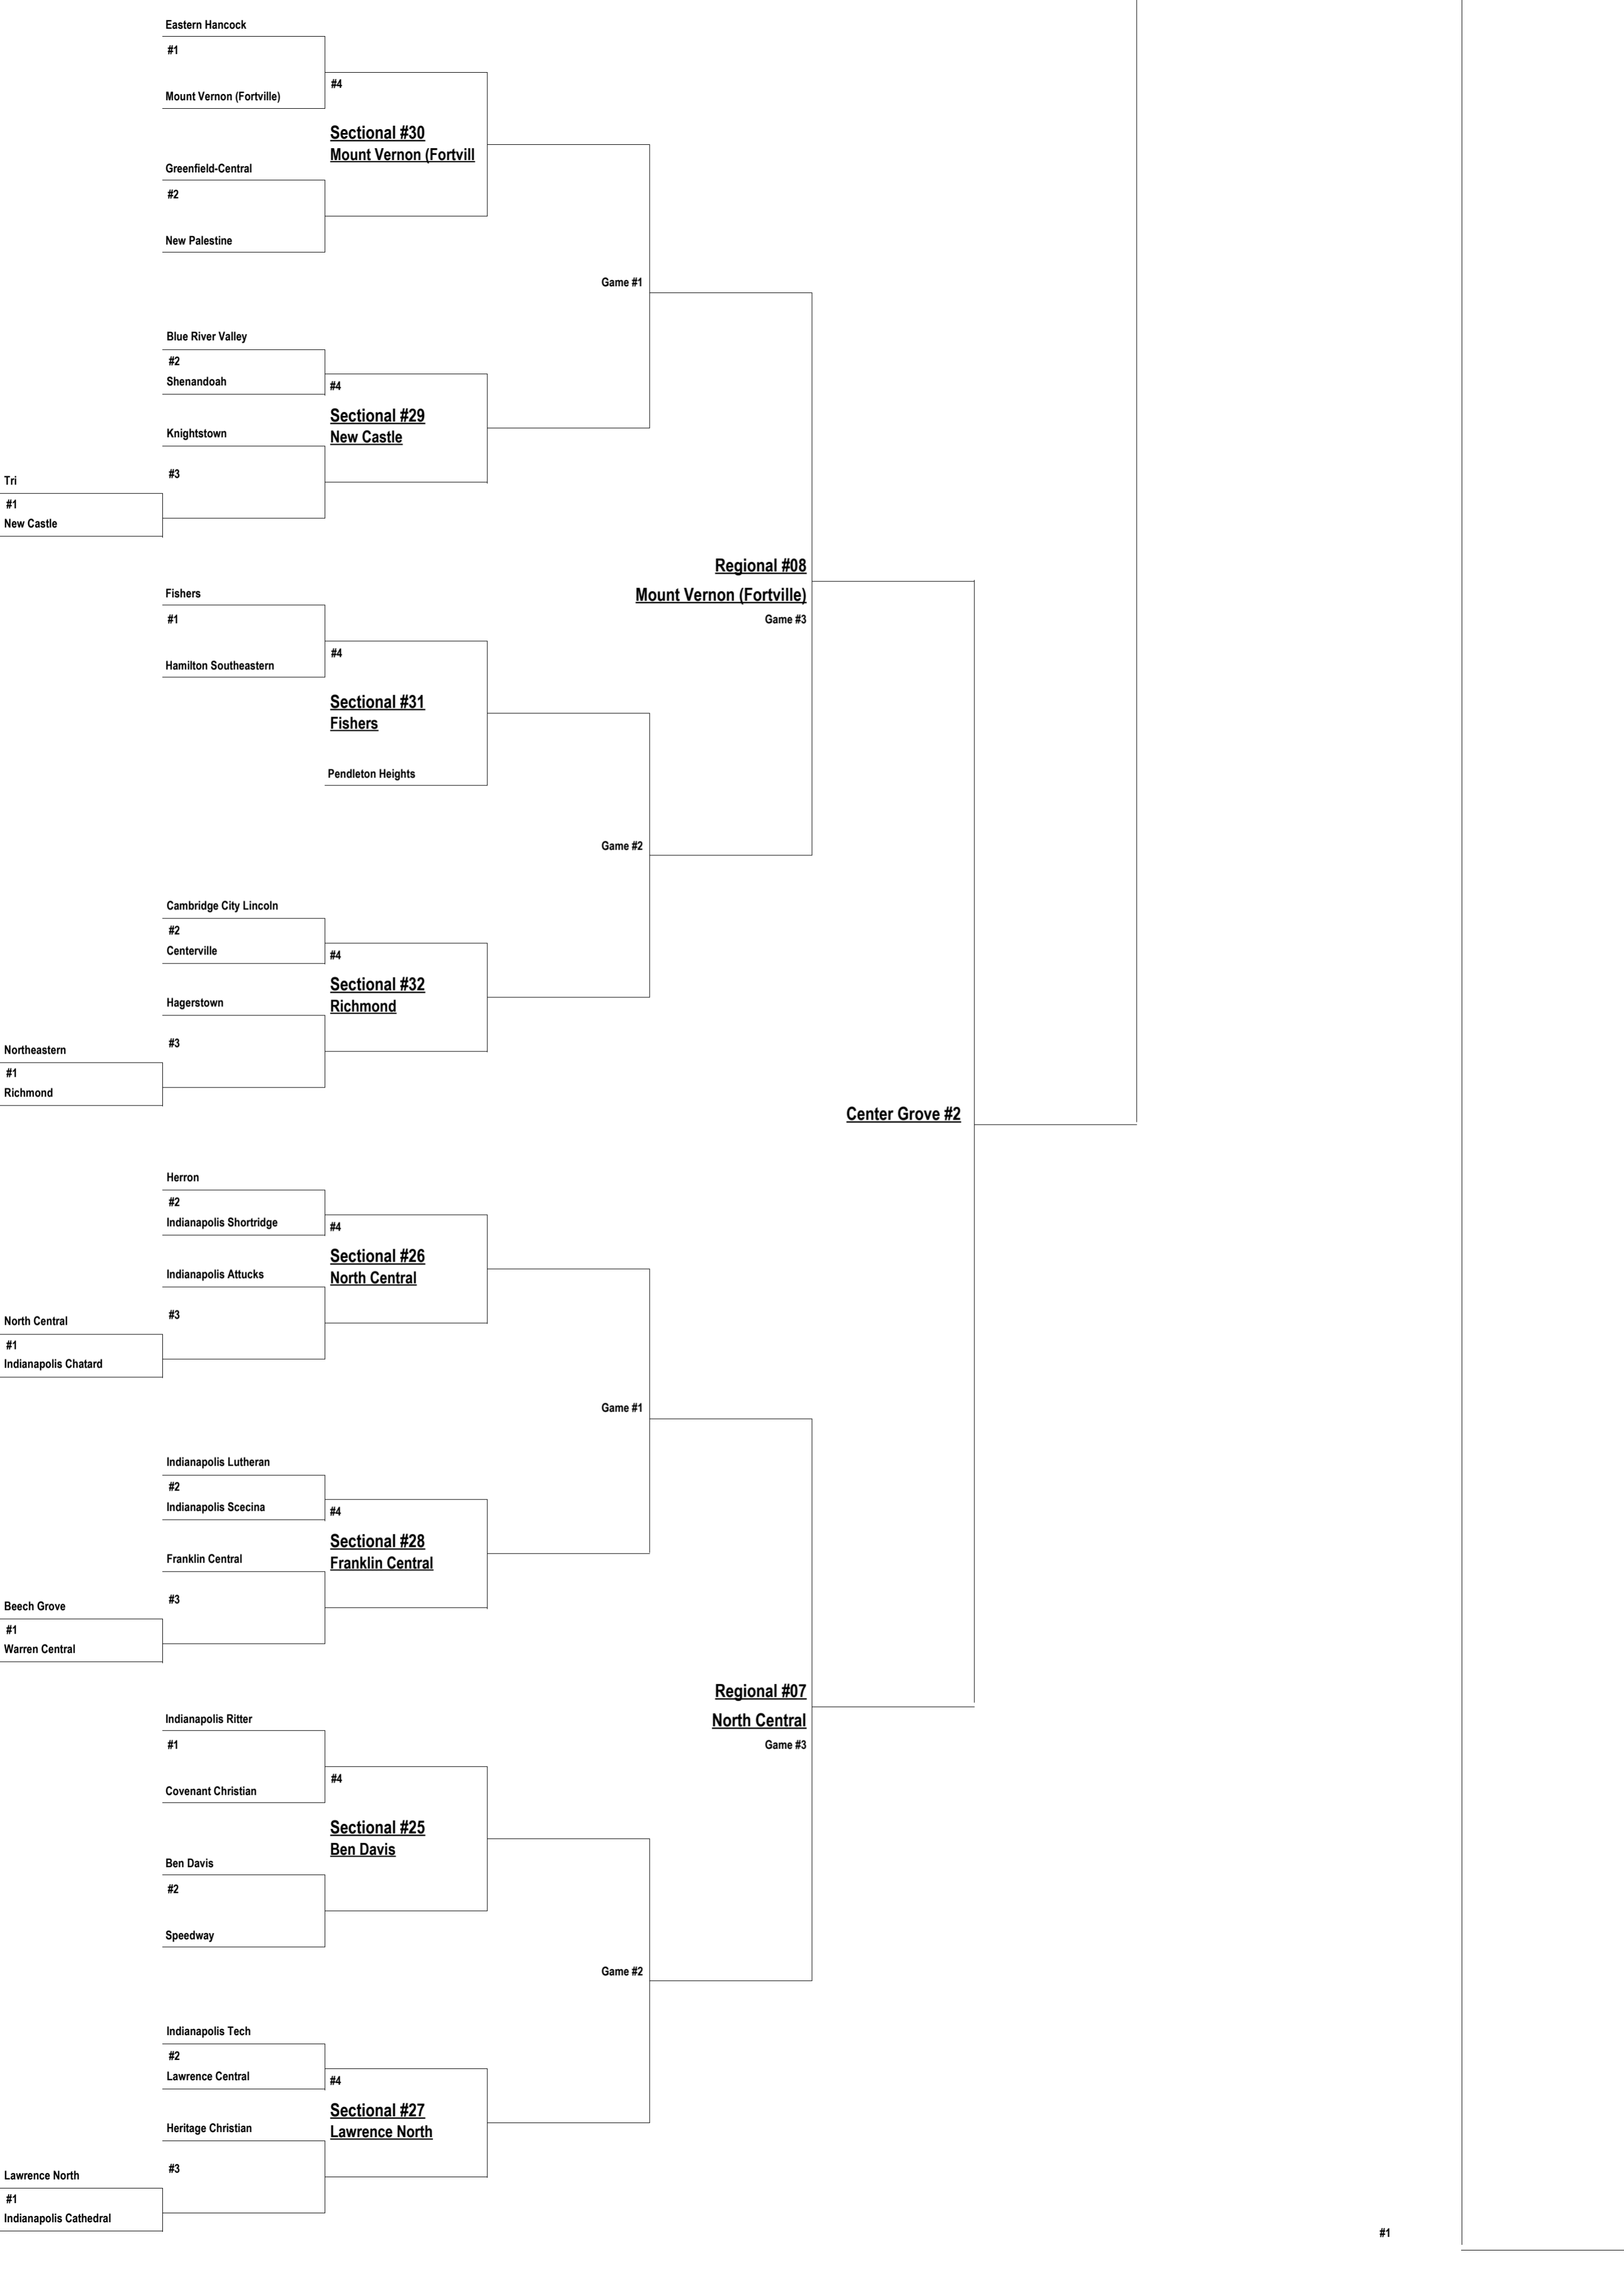 Eastern Hancock
#1
#4
Mount Vernon (Fortville)
Sectional #30
Mount Vernon (Fortvill
Greenfield-Central
#2
New Palestine
Game #1
Blue River Valley
#2
Shenandoah
#4
Sectional #29
New Castle
Knightstown
#3
Tri
#1
New Castle
Regional #08
Mount Vernon (Fortville)
Game #3
Fishers
#1
#4
Hamilton Southeastern
Sectional #31
Fishers
Pendleton Heights
Game #2
Cambridge City Lincoln
#2
Centerville
#4
Sectional #32
Richmond
Hagerstown
#3
Northeastern
#1
Richmond
Center Grove #2
Herron
#2
Indianapolis Shortridge
#4
Sectional #26
North Central
Indianapolis Attucks
#3
North Central
#1
Indianapolis Chatard
Game #1
Indianapolis Lutheran
#2
Indianapolis Scecina
#4
Sectional #28
Franklin Central
Franklin Central
#3
Beech Grove
#1
Warren Central
Regional #07
North Central
Game #3
Indianapolis Ritter
#1
#4
Covenant Christian
Sectional #25
Ben Davis
Ben Davis
#2
Speedway
Game #2
Indianapolis Tech
#2
Lawrence Central
#4
Sectional #27
Lawrence North
Heritage Christian
#3
Lawrence North
#1
Indianapolis Cathedral
#1